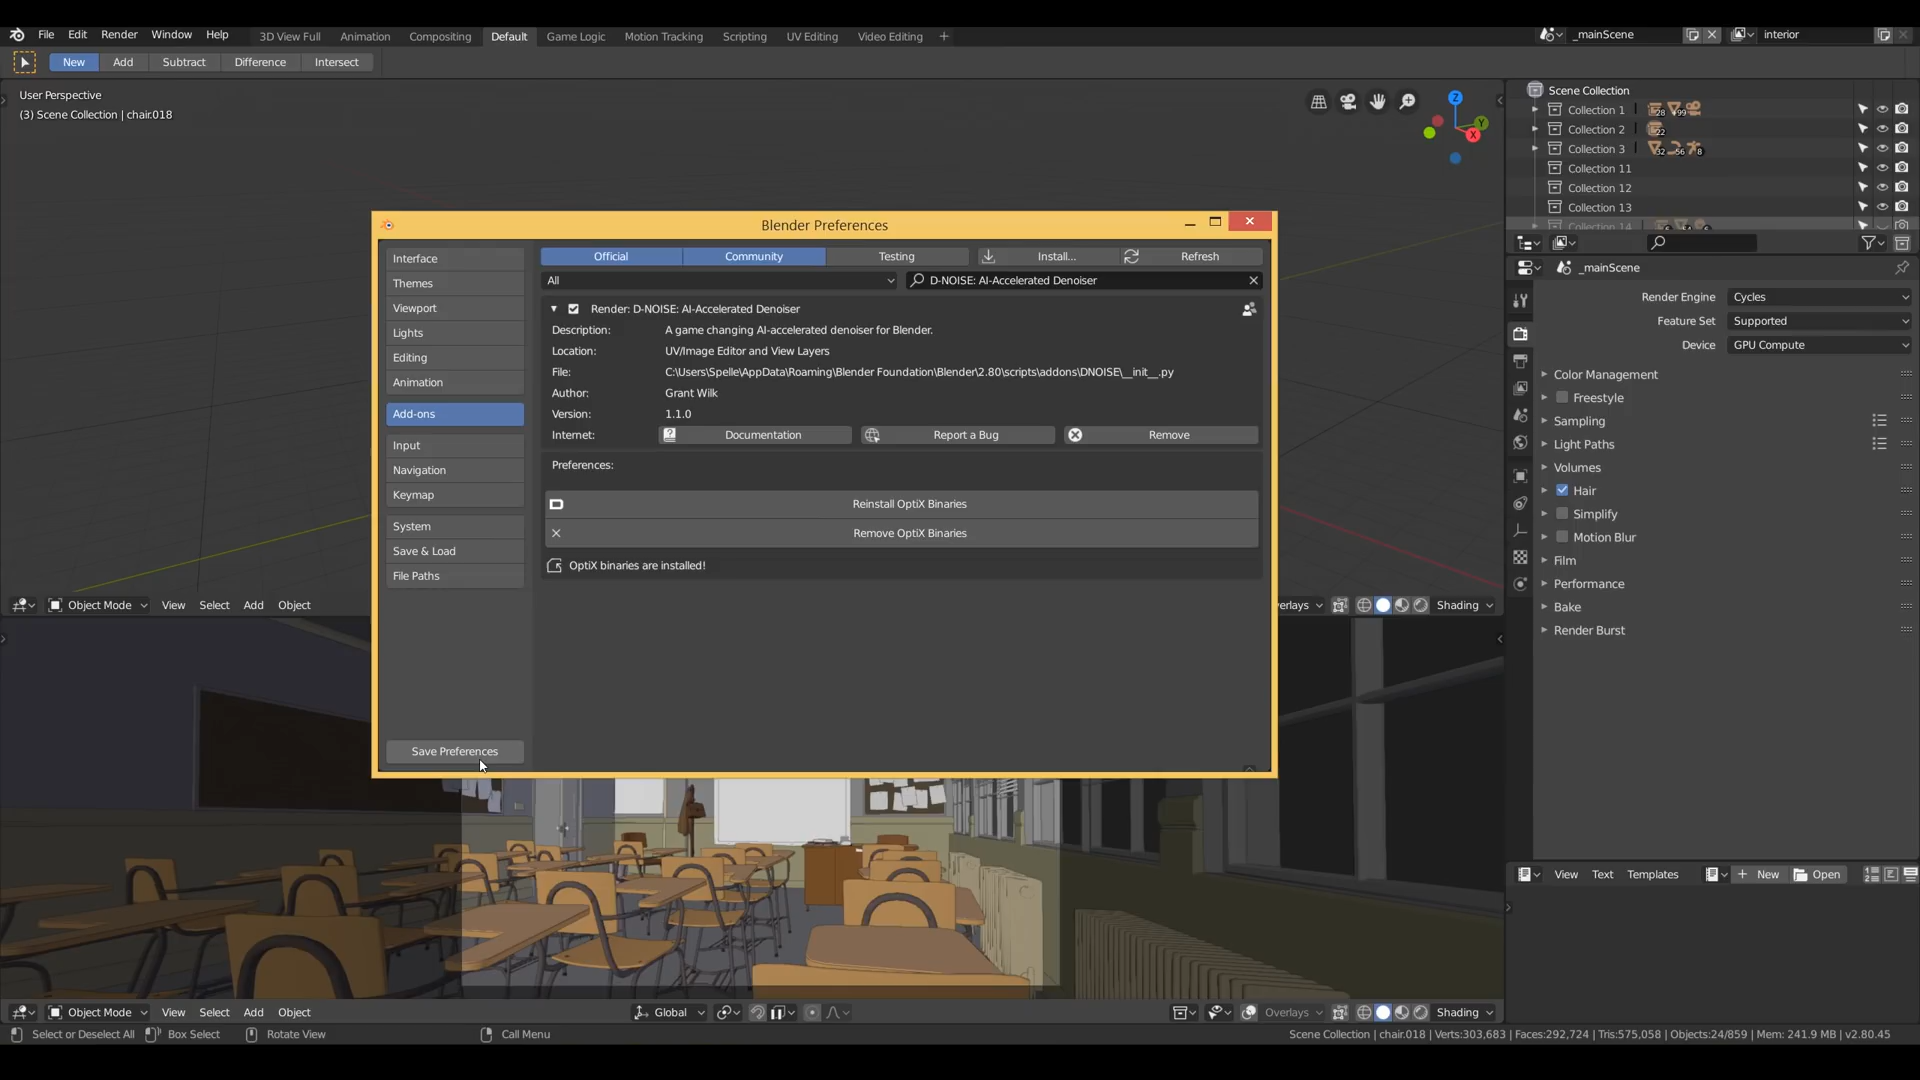 File Edit Render Window Help 3D View Full Animation Compositing Default Game Logic Motion Tracking Scripting UV Editing Video Editing + _mainScene interior
New Add Subtract Difference Intersect
User Perspective
(3) Scene Collection | chair.018
Z
Y
X
Scene Collection
Collection 1 28 +99
Collection 2 22
Collection 3 32 56 8
Collection 11
Collection 12
Collection 13
Collection 14
_mainScene
Render Engine Cycles
Feature Set Supported
Device GPU Compute
Color Management
Freestyle
Sampling
Light Paths
Volumes
Hair
Simplify
Motion Blur
Film
Performance
Bake
Render Burst
Blender Preferences
Interface
Themes
Viewport
Lights
Editing
Animation
Add-ons
Input
Navigation
Keymap
System
Save & Load
File Paths
Save Preferences
Official Community Testing Install... Refresh
All D-NOISE: AI-Accelerated Denoiser
Render: D-NOISE: AI-Accelerated Denoiser
Description: A game changing AI-accelerated denoiser for Blender.
Location: UV/Image Editor and View Layers
File: C:\Users\Spelle\AppData\Roaming\Blender Foundation\Blender\2.80\scripts\addons\DNOISE\__init__.py
Author: Grant Wilk
Version: 1.1.0
Internet: Documentation Report a Bug Remove
Preferences:
Reinstall OptiX Binaries
Remove OptiX Binaries
OptiX binaries are installed!
Object Mode View Select Add Object erlays Shading
View Text Templates New Open
Object Mode View Select Add Object Global Overlays Shading
Select or Deselect All Box Select Rotate View Call Menu Scene Collection | chair.018 | Verts:303,683 | Faces:292,724 | Tris:575,058 | Objects:24/859 | Mem: 241.9 MB | v2.80.45